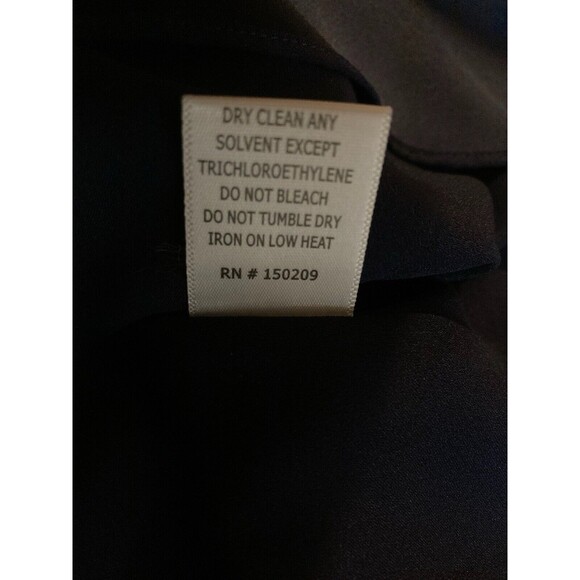 DRY CLEAN ANY
SOLVENT EXCEPT
TRICHLOROETHYLENE
DO NOT BLEACH
DO NOT TUMBLE DRY
IRON ON LOW HEAT
RN # 150209